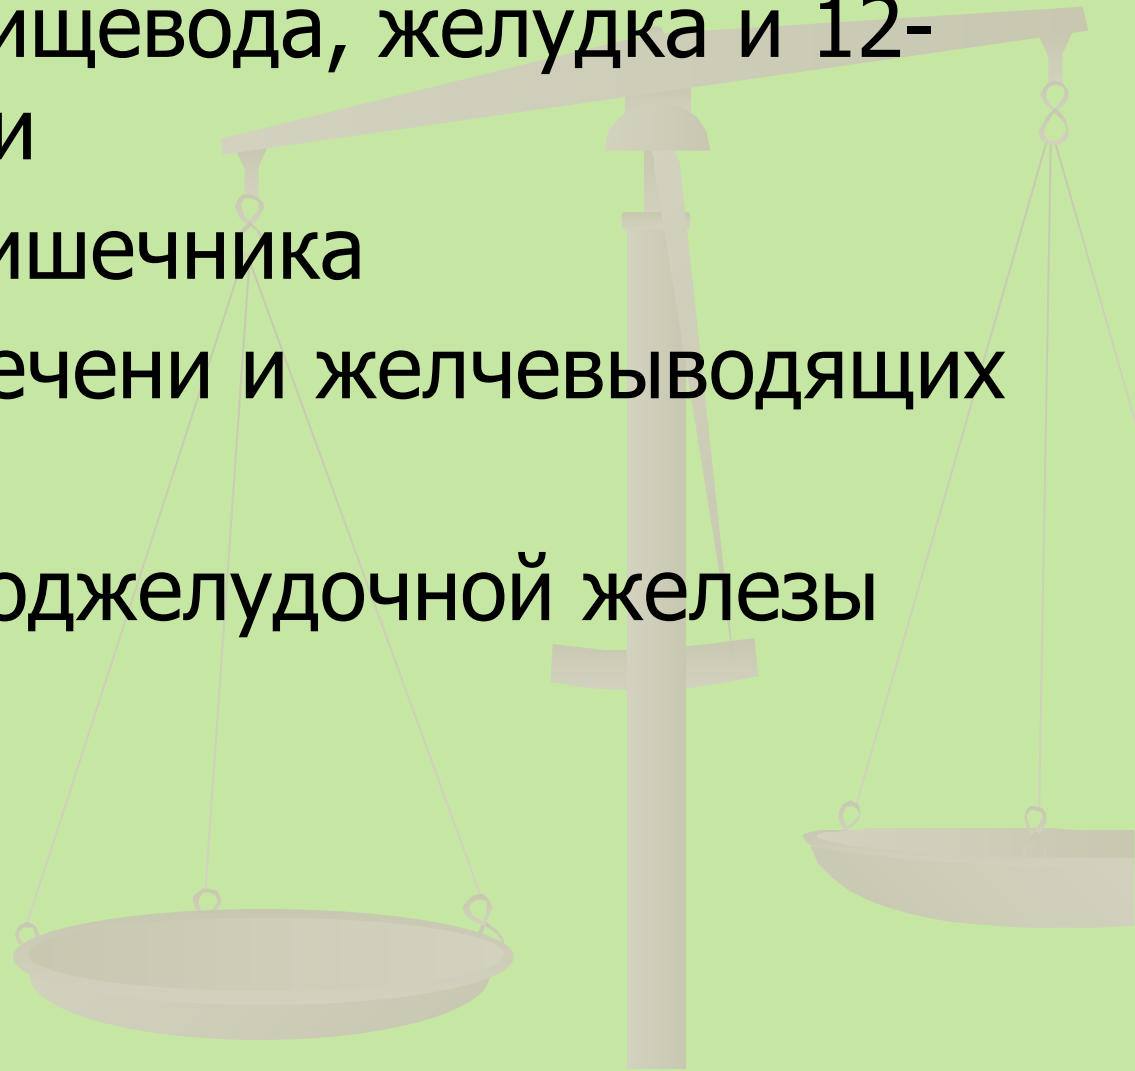 ищевода, желудка и 12-
и
ишечника
ечени и желчевыводящих
оджелудочной железы